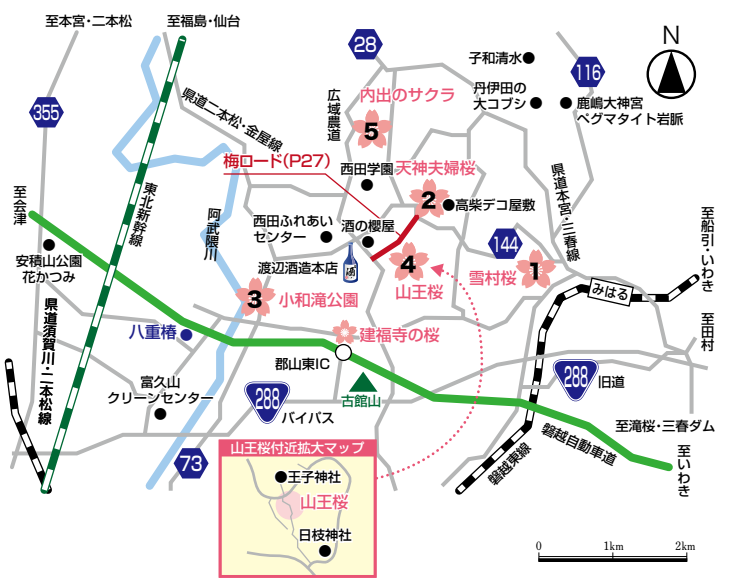 至本宮・二本松
至福島・仙台
N
28
子和清水
116
丹伊田の
大コブシ
鹿嶋大神宮
ペグマタイト岩脈
355
県道二本松・金屋線
広域農道
内出のサクラ
5
梅ロード(P27)
西田学園
天神夫婦桜
2
高柴デコ屋敷
県道本宮・三春線
至会津
東北新幹線
阿武隈川
西田ふれあい
センター
酒の櫻屋
144
至船引・いわき
安積山公園
花かつみ
渡辺酒造本店
酒
4
山王桜
雪村桜
1
みはる
県道須賀川・二本松線
3
小和滝公園
八重椿
建福寺の桜
至田村
郡山東IC
富久山
クリーンセンター
288
バイパス
古館山
288
旧道
至滝桜・三春ダム
磐越自動車道
磐越東線
至いわき
73
山王桜付近拡大マップ
王子神社
山王桜
日枝神社
0
1km
2km